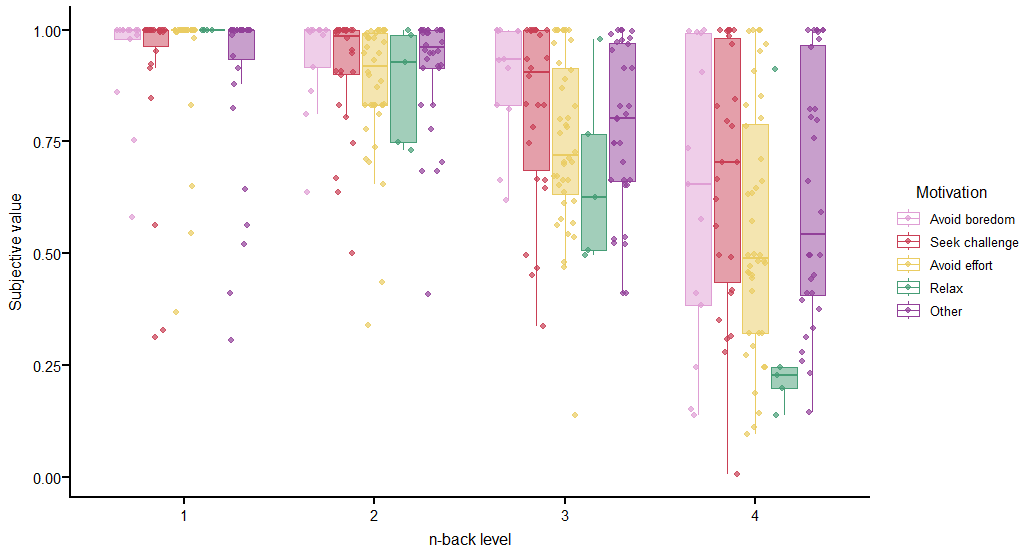 1.00
0.75
0.50
0.25
0.00
Subjective value
1 2 3 4
n-back level
Motivation
Avoid boredom
Seek challenge
Avoid effort
Relax
Other